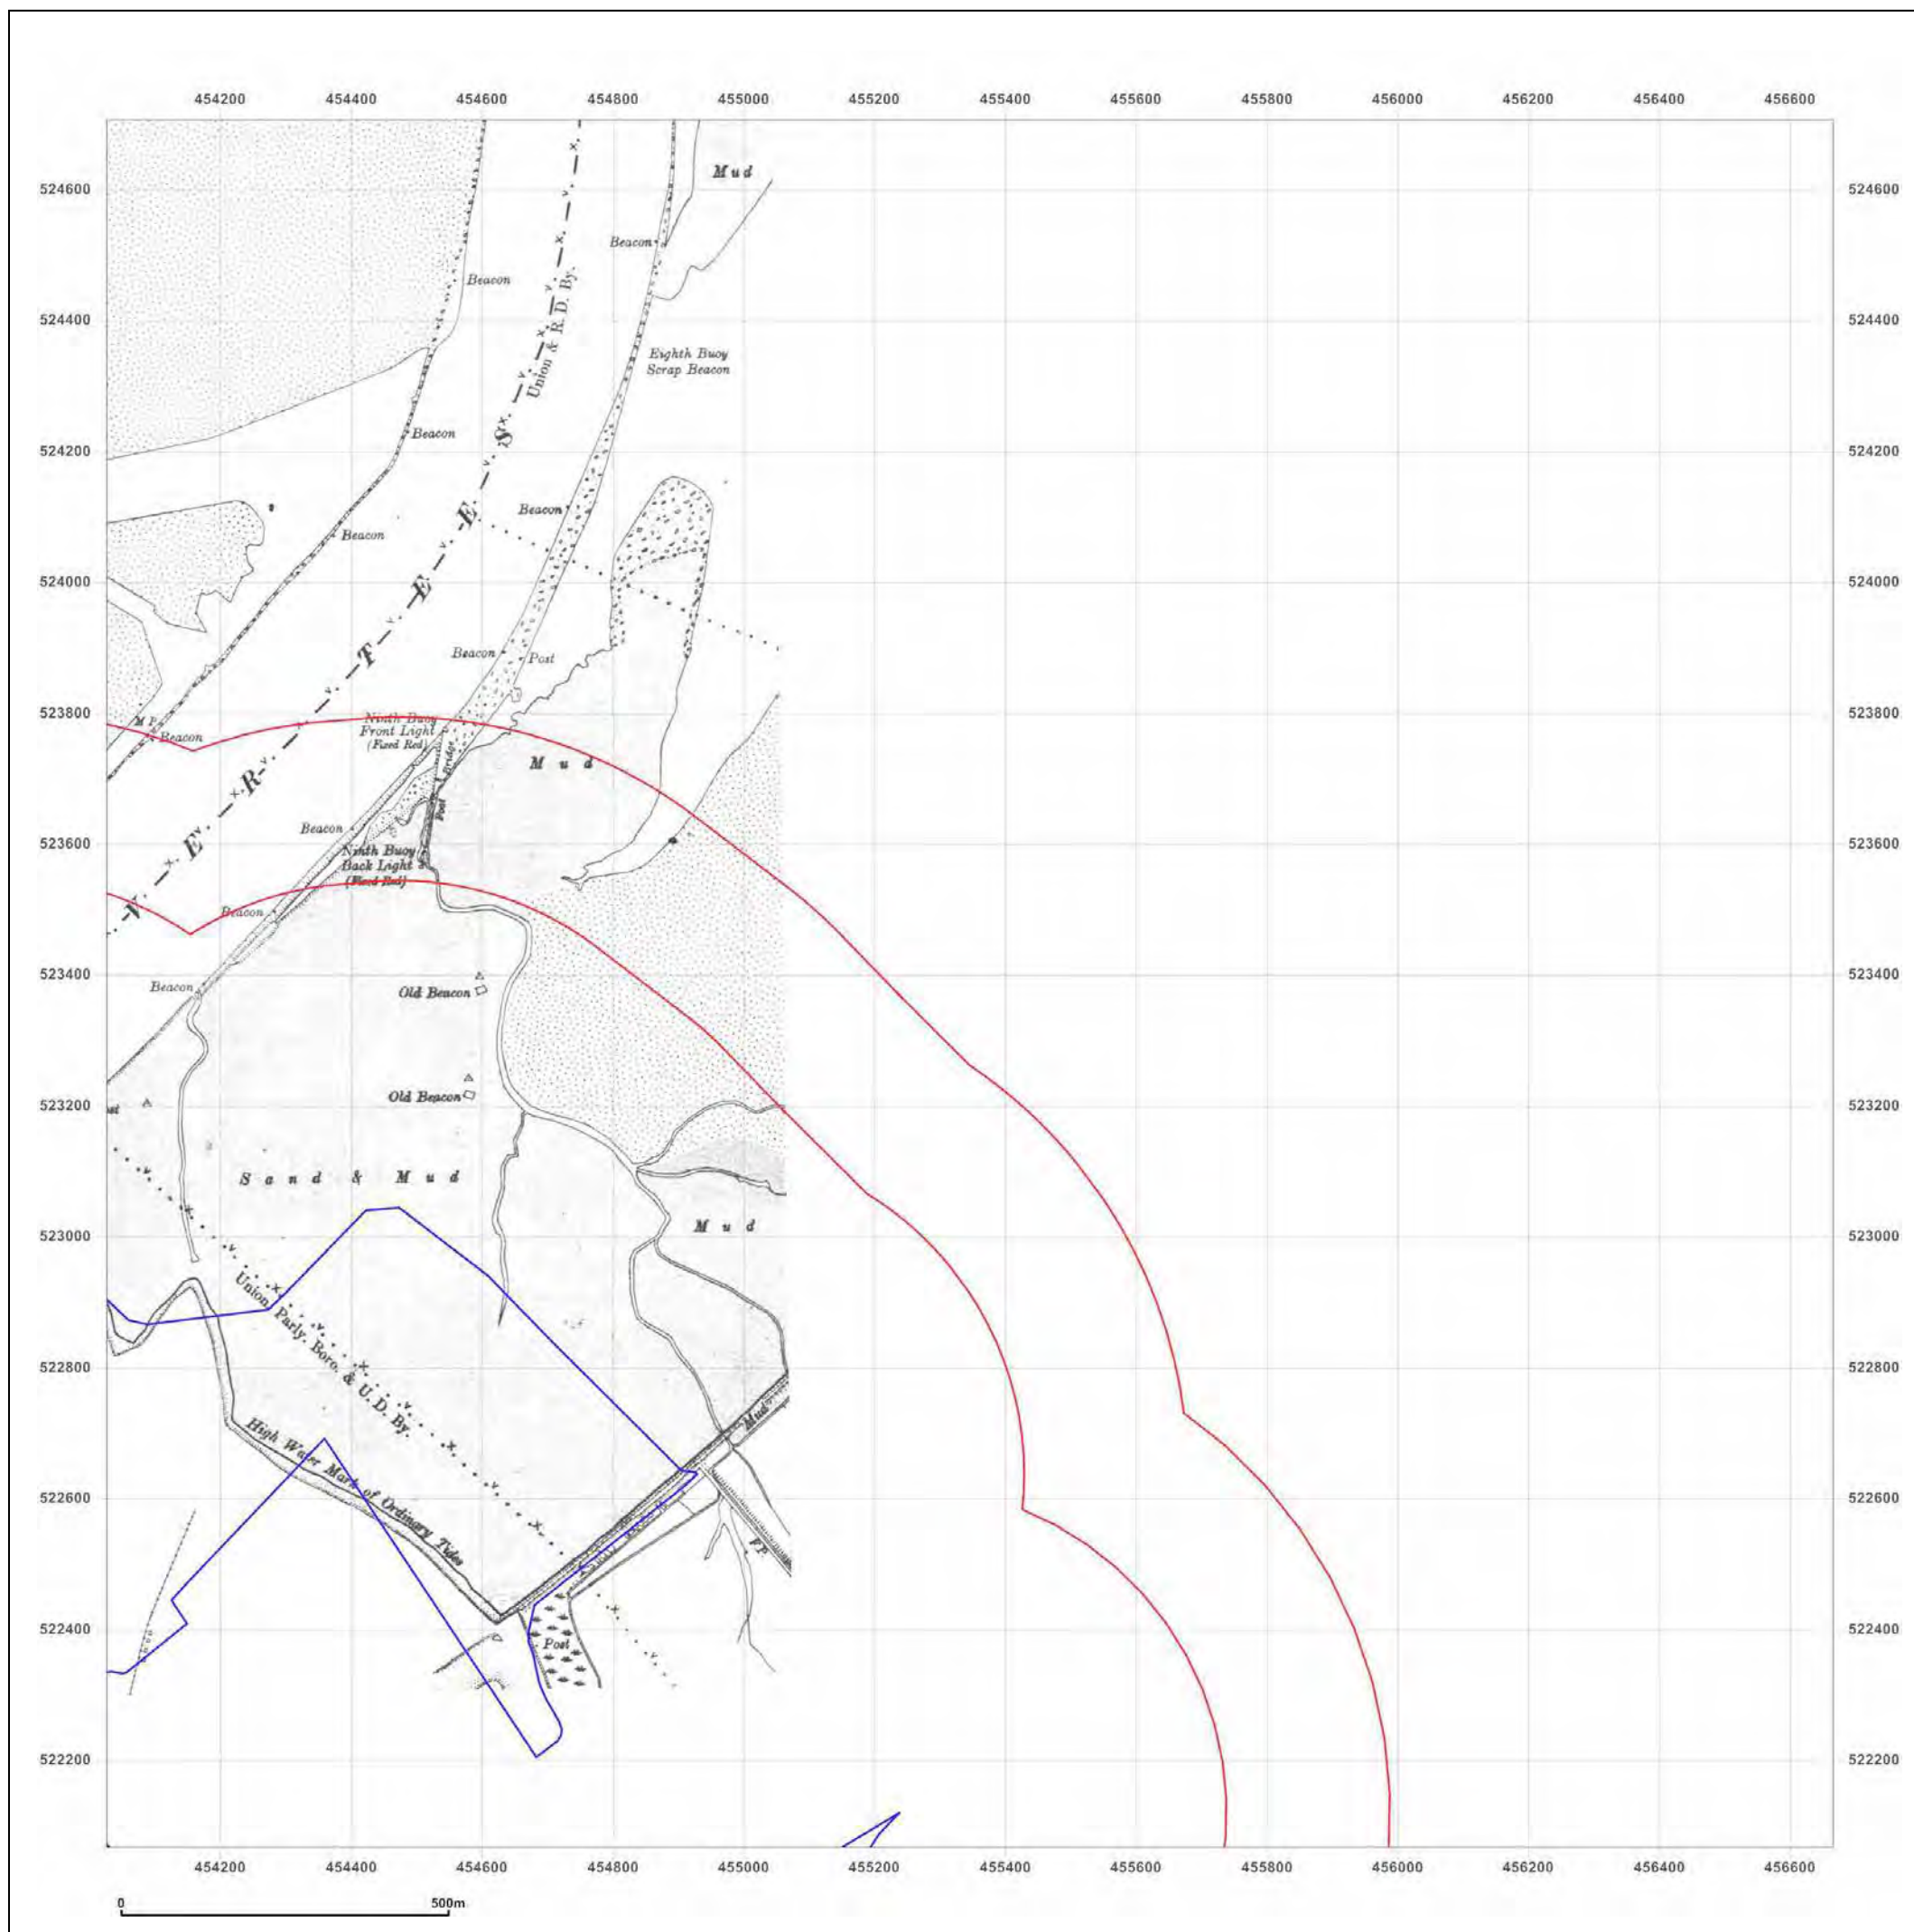 454200 454400 454600 454800 455000 455200 455400 455600 455800 456000 456200 456400 456600
Mud
524600 524600
Beacon
Beacon
Union & R. D. By.
524400 524400
Eighth Buoy
Scrap Beacon
Beacon
524200 524200
Beacon
Beacon
RIVER TEES
524000 524000
Beacon
Post
523800 523800
M.P.
Beacon
Ninth Buoy
Front Light
(Fixed Red)
Bridge
Mud
Post
Beacon
523600 523600
Ninth Buoy
Back Light
(Fixed Red)
Beacon
523400 523400
Beacon
Old Beacon
Old Beacon
523200 523200
Sand & Mud
Mud
523000 523000
Union, Parly. Boro. & U. D. By.
522800 522800
Mud
High Water Mark of Ordinary Tides
522600 522600
F.P.
522400 522400
Post
522200 522200
454200 454400 454600 454800 455000 455200 455400 455600 455800 456000 456200 456400 456600
0 500m